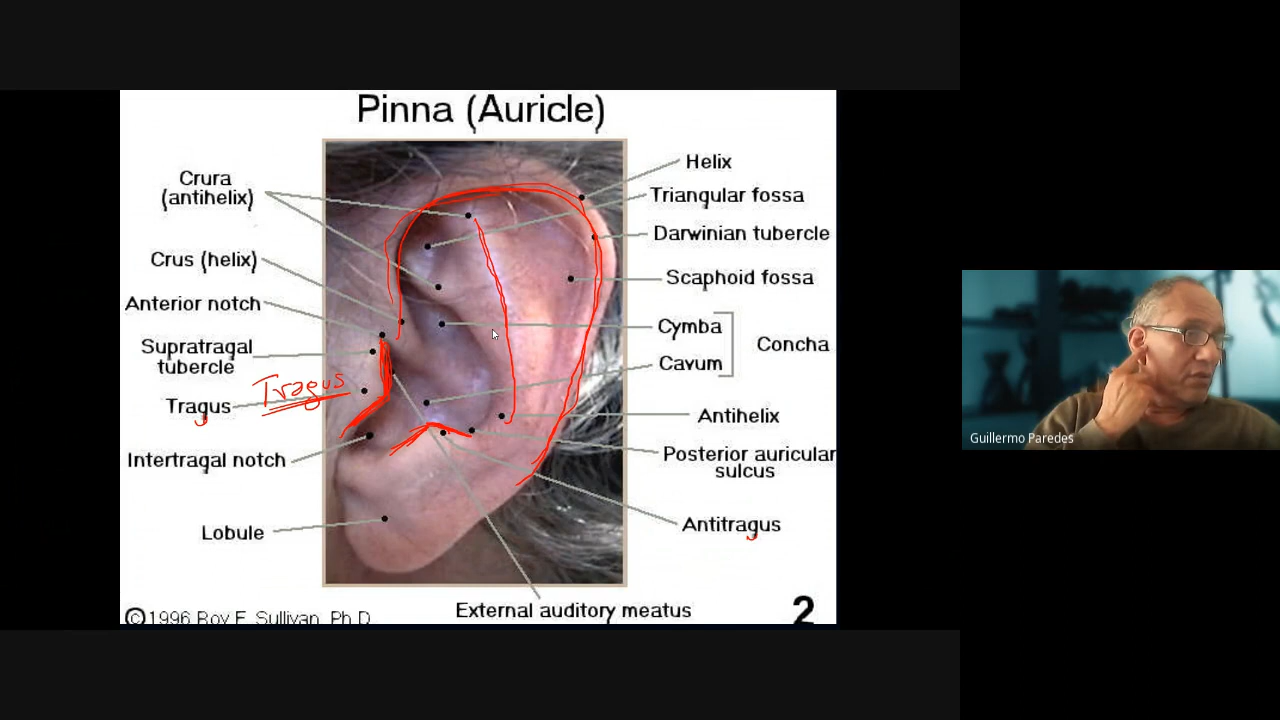 Pinna (Auricle)
Crura
(antihelix)
Crus (helix)
Anterior notch
Supratragal
tubercle
Tragus
Tragus
Intertragal notch
Lobule
Helix
Triangular fossa
Darwinian tubercle
Scaphoid fossa
Cymba
Cavum
Concha
Antihelix
Posterior auricular
sulcus
Antitragus
External auditory meatus
©1996 Roy F. Sullivan, Ph.D.
2
Guillermo Paredes